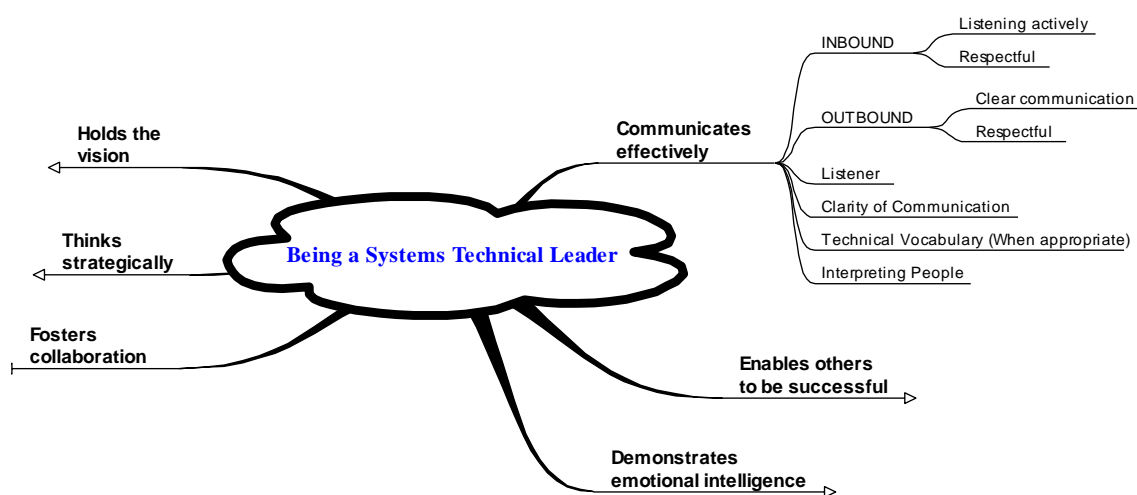 Being a Systems Technical Leader
Communicates
effectively
INBOUND
Listening actively
Respectful
OUTBOUND
Clear communication
Respectful
Listener
Clarity of Communication
Technical Vocabulary (When appropriate)
Interpreting People
Enables others
to be successful
Demonstrates
emotional intelligence
Fosters
collaboration
Thinks
strategically
Holds the
vision